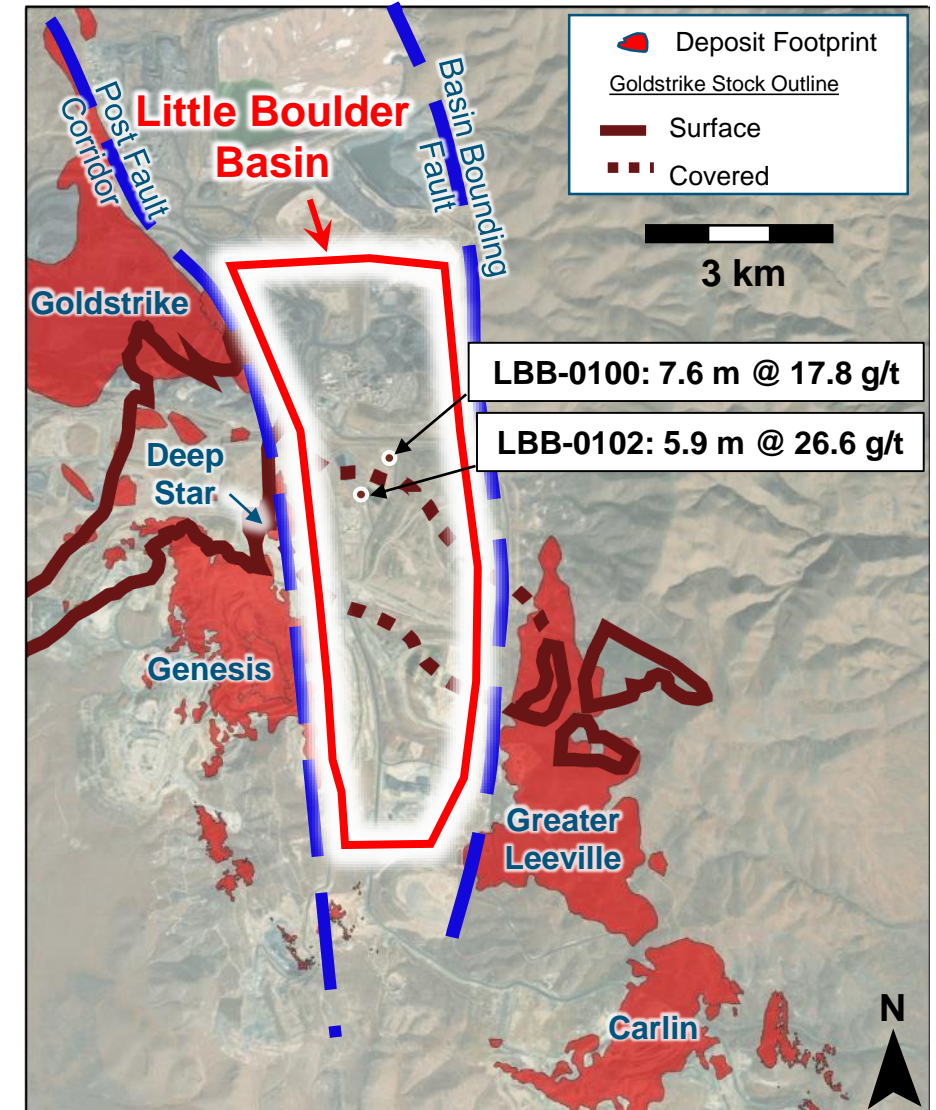 Deposit Footprint
Goldstrike Stock Outline
Surface
Covered
3 km
Post Fault
Corridor
Little Boulder
Basin
Basin Bounding
Fault
Goldstrike
LBB-0100: 7.6 m @ 17.8 g/t
LBB-0102: 5.9 m @ 26.6 g/t
Deep
Star
Genesis
Greater
Leeville
Carlin
N